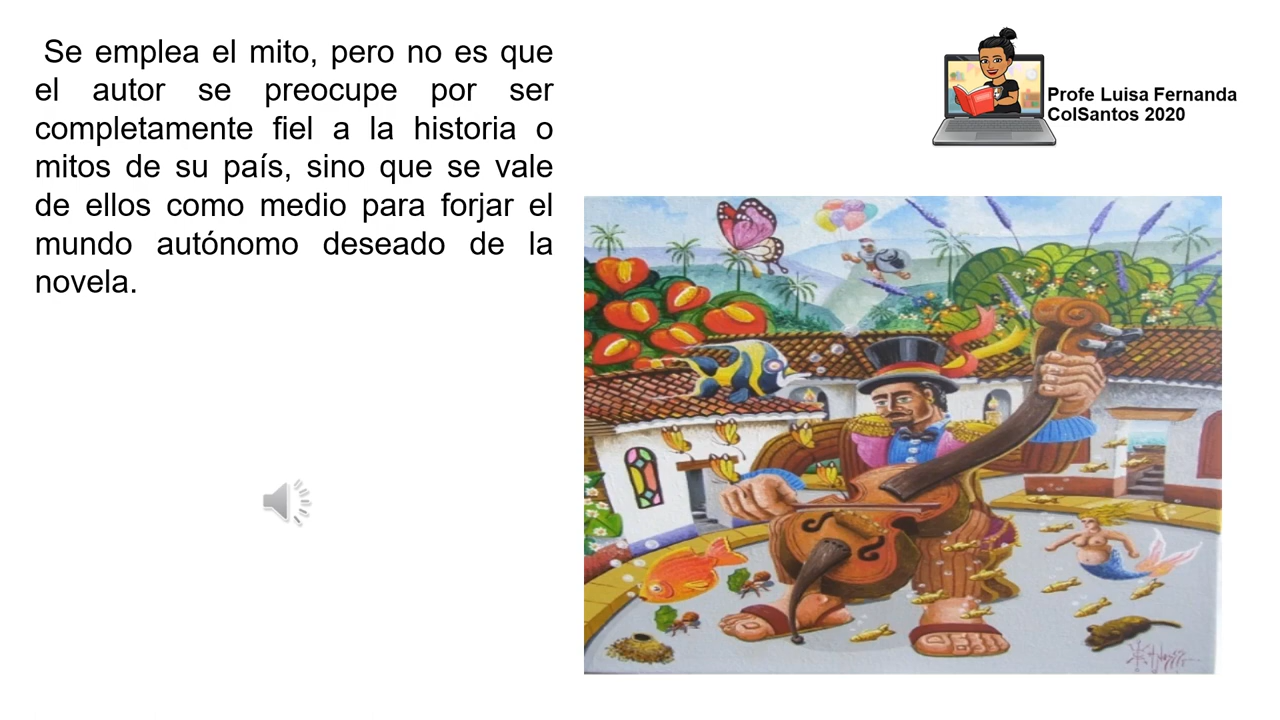 Se emplea el mito, pero no es que
el autor se preocupe por ser
completamente fiel a la historia o
mitos de su país, sino que se vale
de ellos como medio para forjar el
mundo autónomo deseado de la
novela.
Profe Luisa Fernanda
ColSantos 2020